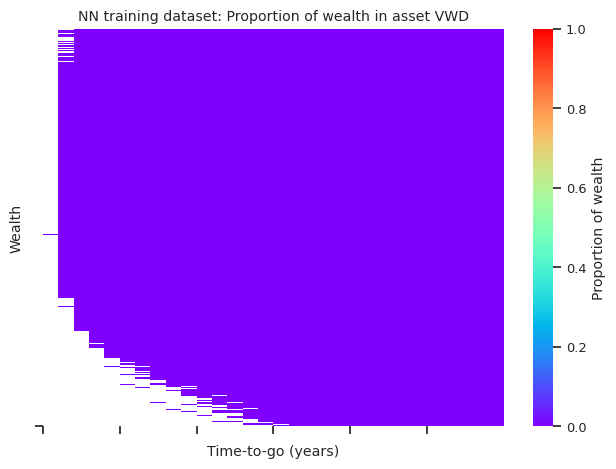 NN training dataset: Proportion of wealth in asset VWD
Wealth
Time-to-go (years)
1.0
0.8
0.6
0.4
0.2
0.0
Proportion of wealth